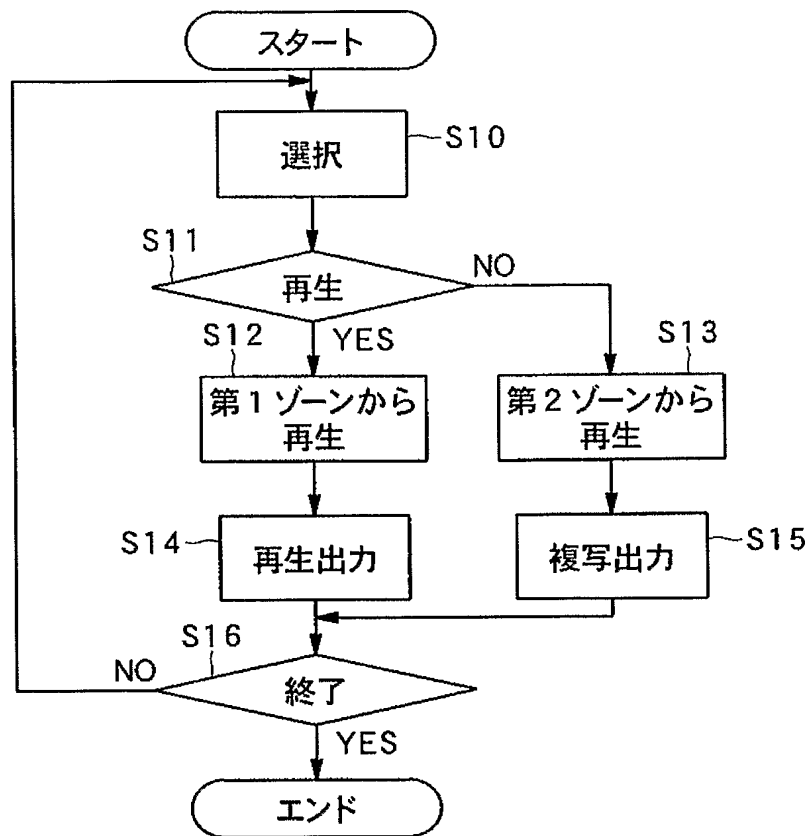 スタート
選択
S10
S11
再生
NO
YES
S12
第1ゾーンから
再生
S13
第2ゾーンから
再生
S14
再生出力
複写出力
S15
S16
NO
終了
YES
エンド